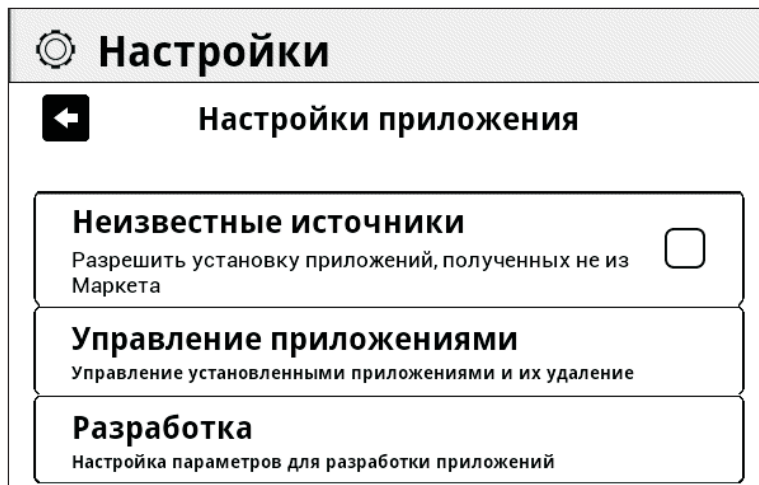 Настройки
Настройки приложения
Неизвестные источники
Разрешить установку приложений, полученных не из
Маркета
Управление приложениями
Управление установленными приложениями и их удаление
Разработка
Настройка параметров для разработки приложений